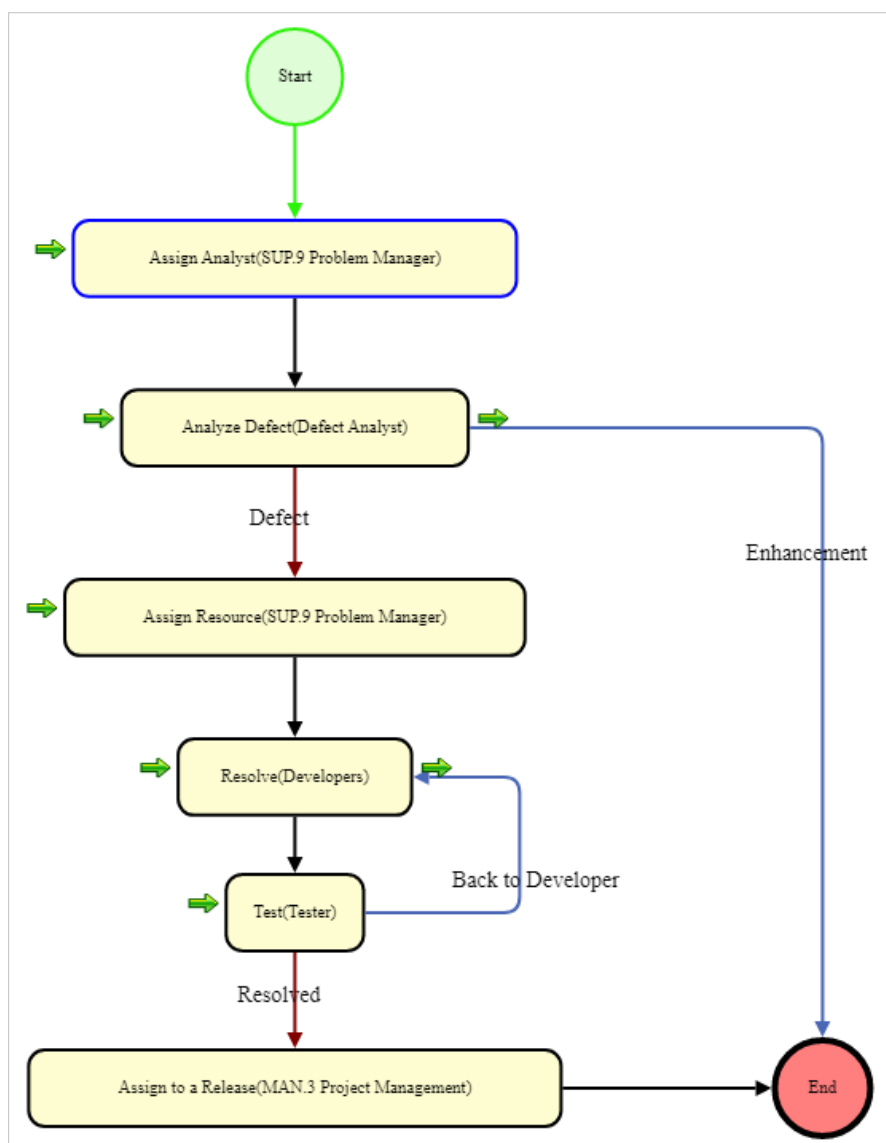 Start
Assign Analyst(SUP.9 Problem Manager)
Analyze Defect(Defect Analyst)
Defect
Enhancement
Assign Resource(SUP.9 Problem Manager)
Resolve(Developers)
Back to Developer
Test(Tester)
Resolved
Assign to a Release(MAN.3 Project Management)
End